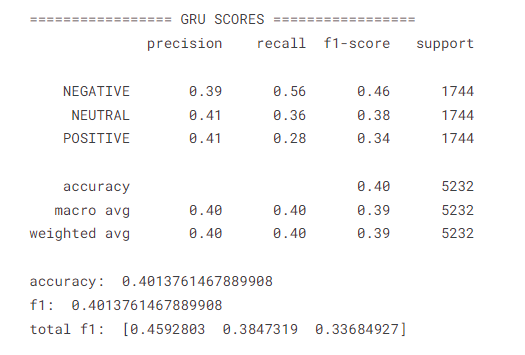 ================= GRU SCORES =================
precision recall f1-score support
NEGATIVE 0.39 0.56 0.46 1744
NEUTRAL 0.41 0.36 0.38 1744
POSITIVE 0.41 0.28 0.34 1744
accuracy 0.40 5232
macro avg 0.40 0.40 0.39 5232
weighted avg 0.40 0.40 0.39 5232
accuracy: 0.4013761467889908
f1: 0.4013761467889908
total f1: [0.4592803 0.3847319 0.33684927]